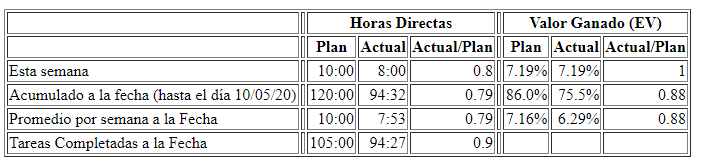 Horas Directas Valor Ganado (EV)
Plan Actual Actual/Plan Plan Actual Actual/Plan
Esta semana 10:00 8:00 0.8 7.19% 7.19% 1
Acumulado a la fecha (hasta el día 10/05/20) 120:00 94:32 0.79 86.0% 75.5% 0.88
Promedio por semana a la Fecha 10:00 7:53 0.79 7.16% 6.29% 0.88
Tareas Completadas a la Fecha 105:00 94:27 0.9